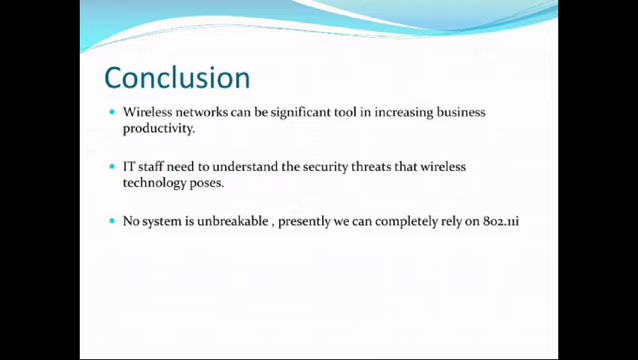 Conclusion
Wireless networks can be significant tool in increasing business
productivity.
IT staff need to understand the security threats that wireless
technology poses.
No system is unbreakable , presently we can completely rely on 802.11i